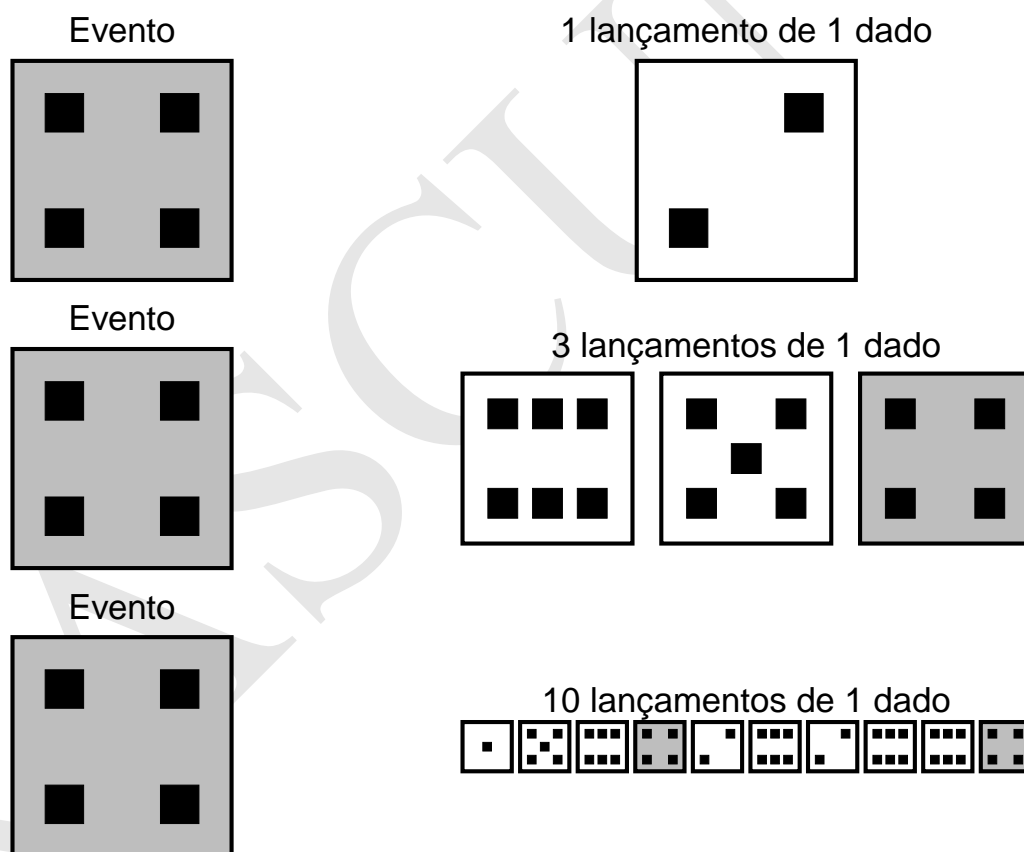 Evento
1 lançamento de 1 dado
Evento
3 lançamentos de 1 dado
Evento
10 lançamentos de 1 dado